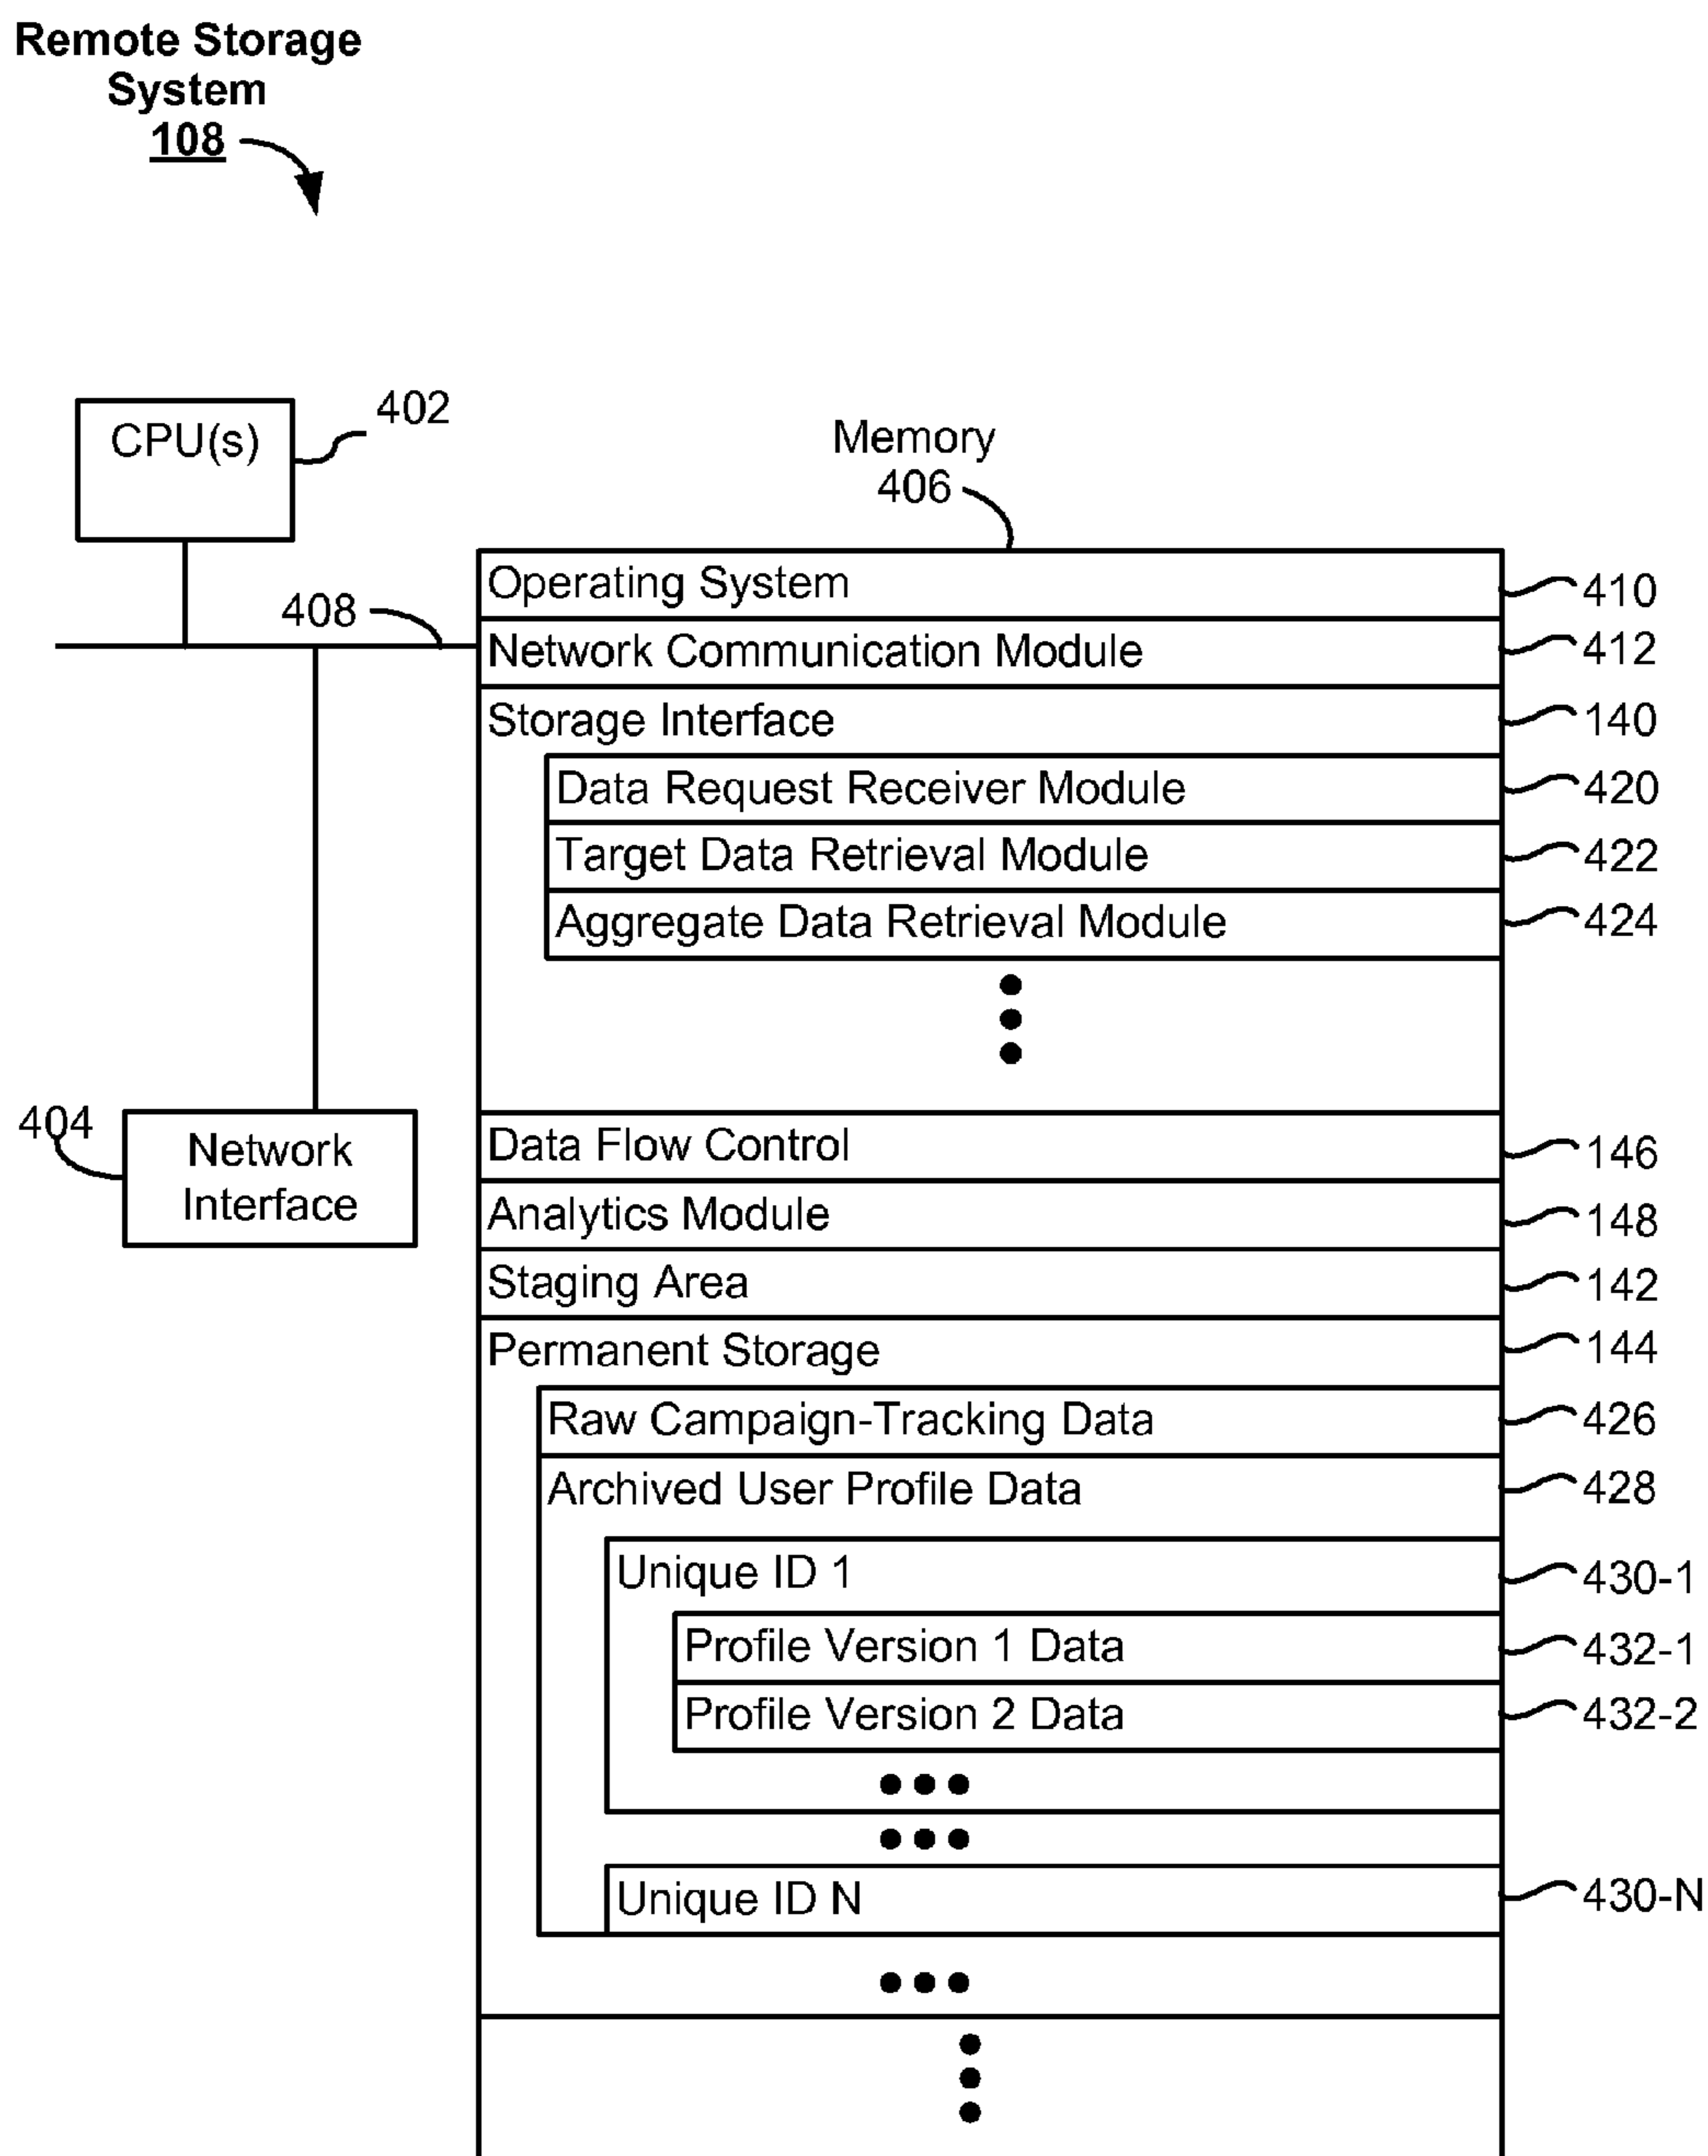 Remote Storage
System
108
CPU(s)
402
Memory
406
408
Operating System
410
Network Communication Module
412
Storage Interface
140
Data Request Receiver Module
420
Target Data Retrieval Module
422
Aggregate Data Retrieval Module
424
404
Network
Interface
Data Flow Control
146
Analytics Module
148
Staging Area
142
Permanent Storage
144
Raw Campaign-Tracking Data
426
Archived User Profile Data
428
Unique ID 1
430-1
Profile Version 1 Data
432-1
Profile Version 2 Data
432-2
Unique ID N
430-N